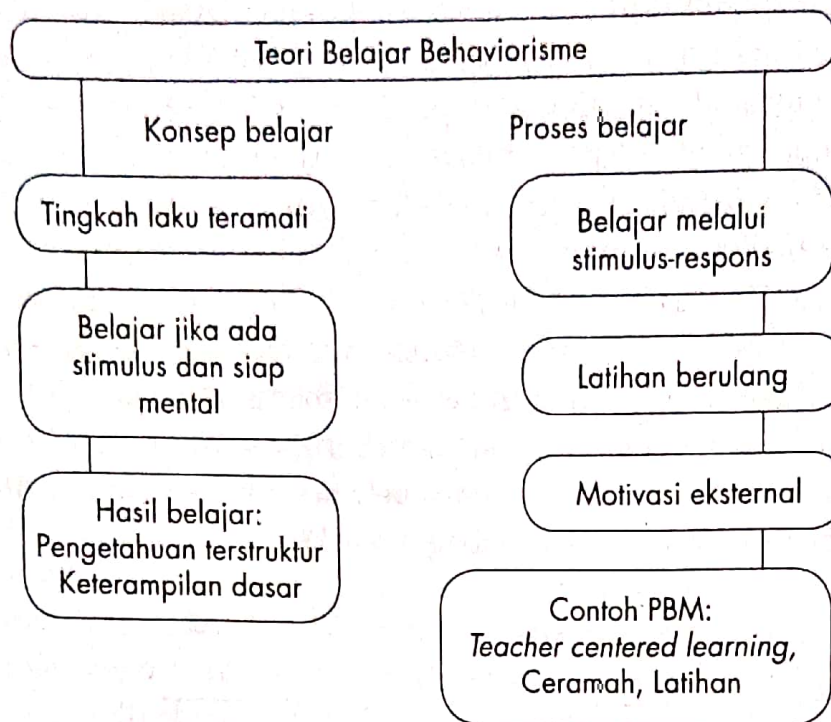 Teori Belajar Behaviorisme
Konsep belajar
Tingkah laku teramati
Belajar jika ada
stimulus dan siap
mental
Hasil belajar:
Pengetahuan terstruktur
Keterampilan dasar
Proses belajar
Belajar melalui
stimulus-respons
Latihan berulang
Motivasi eksternal
Contoh PBM:
Teacher centered learning,
Ceramah, Latihan